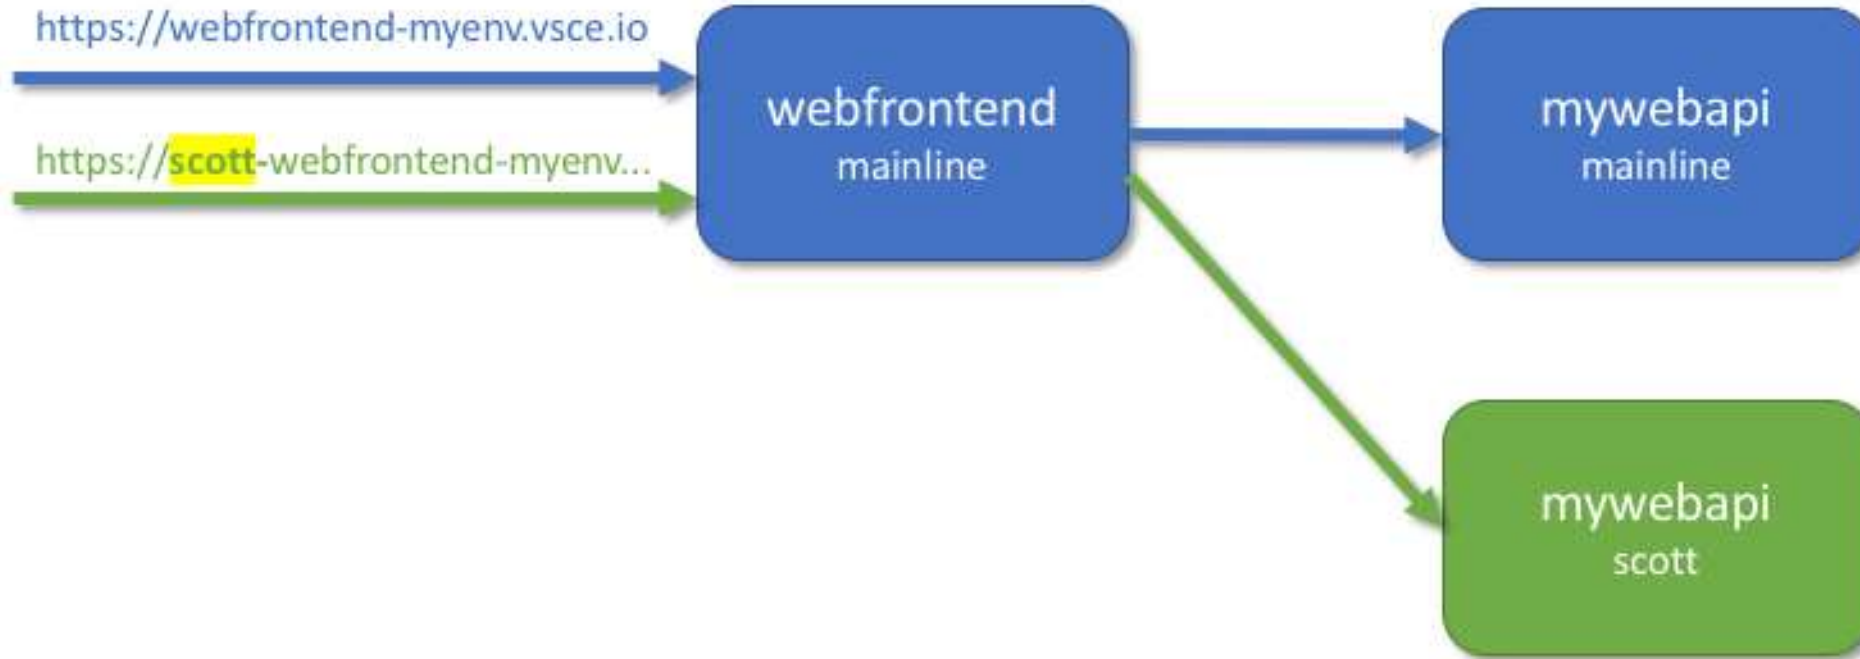 https://webfrontend-myenv.vsce.io
https://scott-webfrontend-myenv...
webfrontend
mainline
mywebapi
mainline
mywebapi
scott